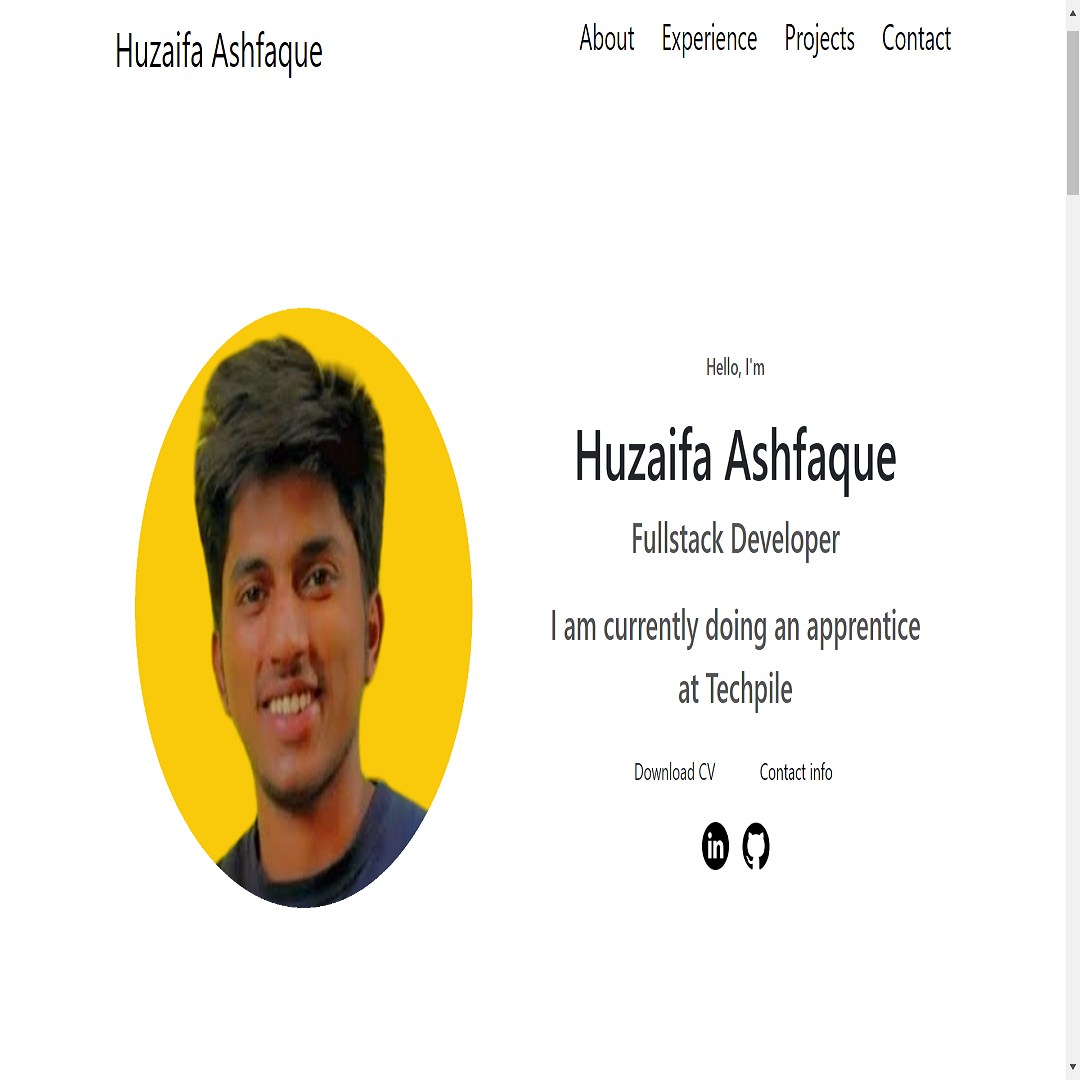 Huzaifa Ashfaque
About Experience Projects Contact
Hello, I'm
Huzaifa Ashfaque
Fullstack Developer
I am currently doing an apprentice
at Techpile
Download CV Contact info
in